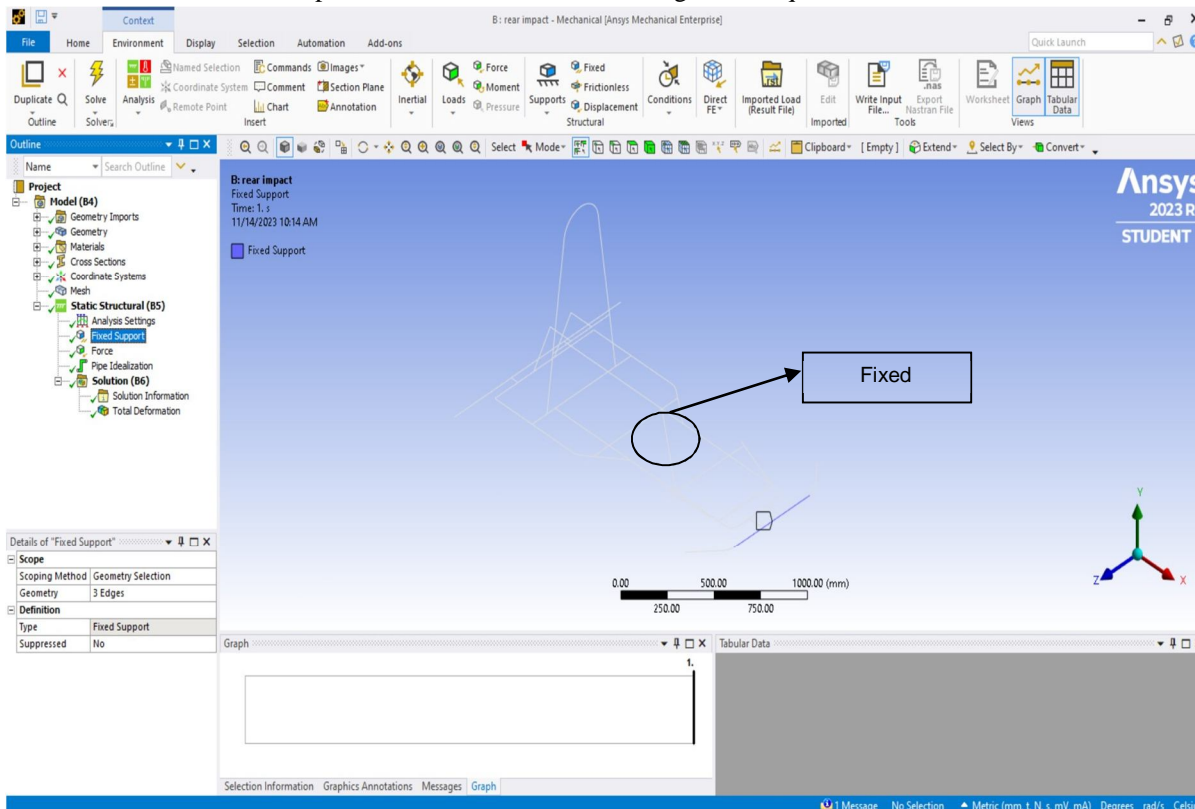 Context
B : rear impact - Mechanical [Ansys Mechanical Enterprise]
File Home Environment Display Selection Automation Add-ons Quick Launch
Duplicate Q
Outline
Solve
Solvers
Analysis
Named Selection
Coordinate System
Remote Point
Commands
Comment
Chart
Images
Section Plane
Annotation
Insert
Inertial
Loads
Force
Moment
Pressure
Supports
Fixed
Frictionless
Displacement
Conditions
Direct FE
Structural
Imported Load (Result File)
Edit
Imported
Write Input File...
.nas
Export Nastran File
Tools
Worksheet
Graph
Tabular Data
Views
Outline
Select Mode Clipboard [ Empty ] Extend Select By Convert
Name Search Outline
Project
Model (B4)
Geometry Imports
Geometry
Materials
Cross Sections
Coordinate Systems
Mesh
Static Structural (B5)
Analysis Settings
Fixed Support
Force
Pipe Idealization
Solution (B6)
Solution Information
Total Deformation
B: rear impact
Fixed Support
Time: 1. s
11/14/2023 10:14 AM
Fixed Support
Ansys
2023 R
STUDENT
Fixed
Y
Z
X
0.00 500.00 1000.00 (mm)
250.00 750.00
Details of "Fixed Support"
Scope
Scoping Method Geometry Selection
Geometry 3 Edges
Definition
Type Fixed Support
Suppressed No
Graph
1.
Tabular Data
Selection Information Graphics Annotations Messages Graph
1 Message No Selection Metric (mm, t, N, s, mV, mA) Degrees rad/s Celsi